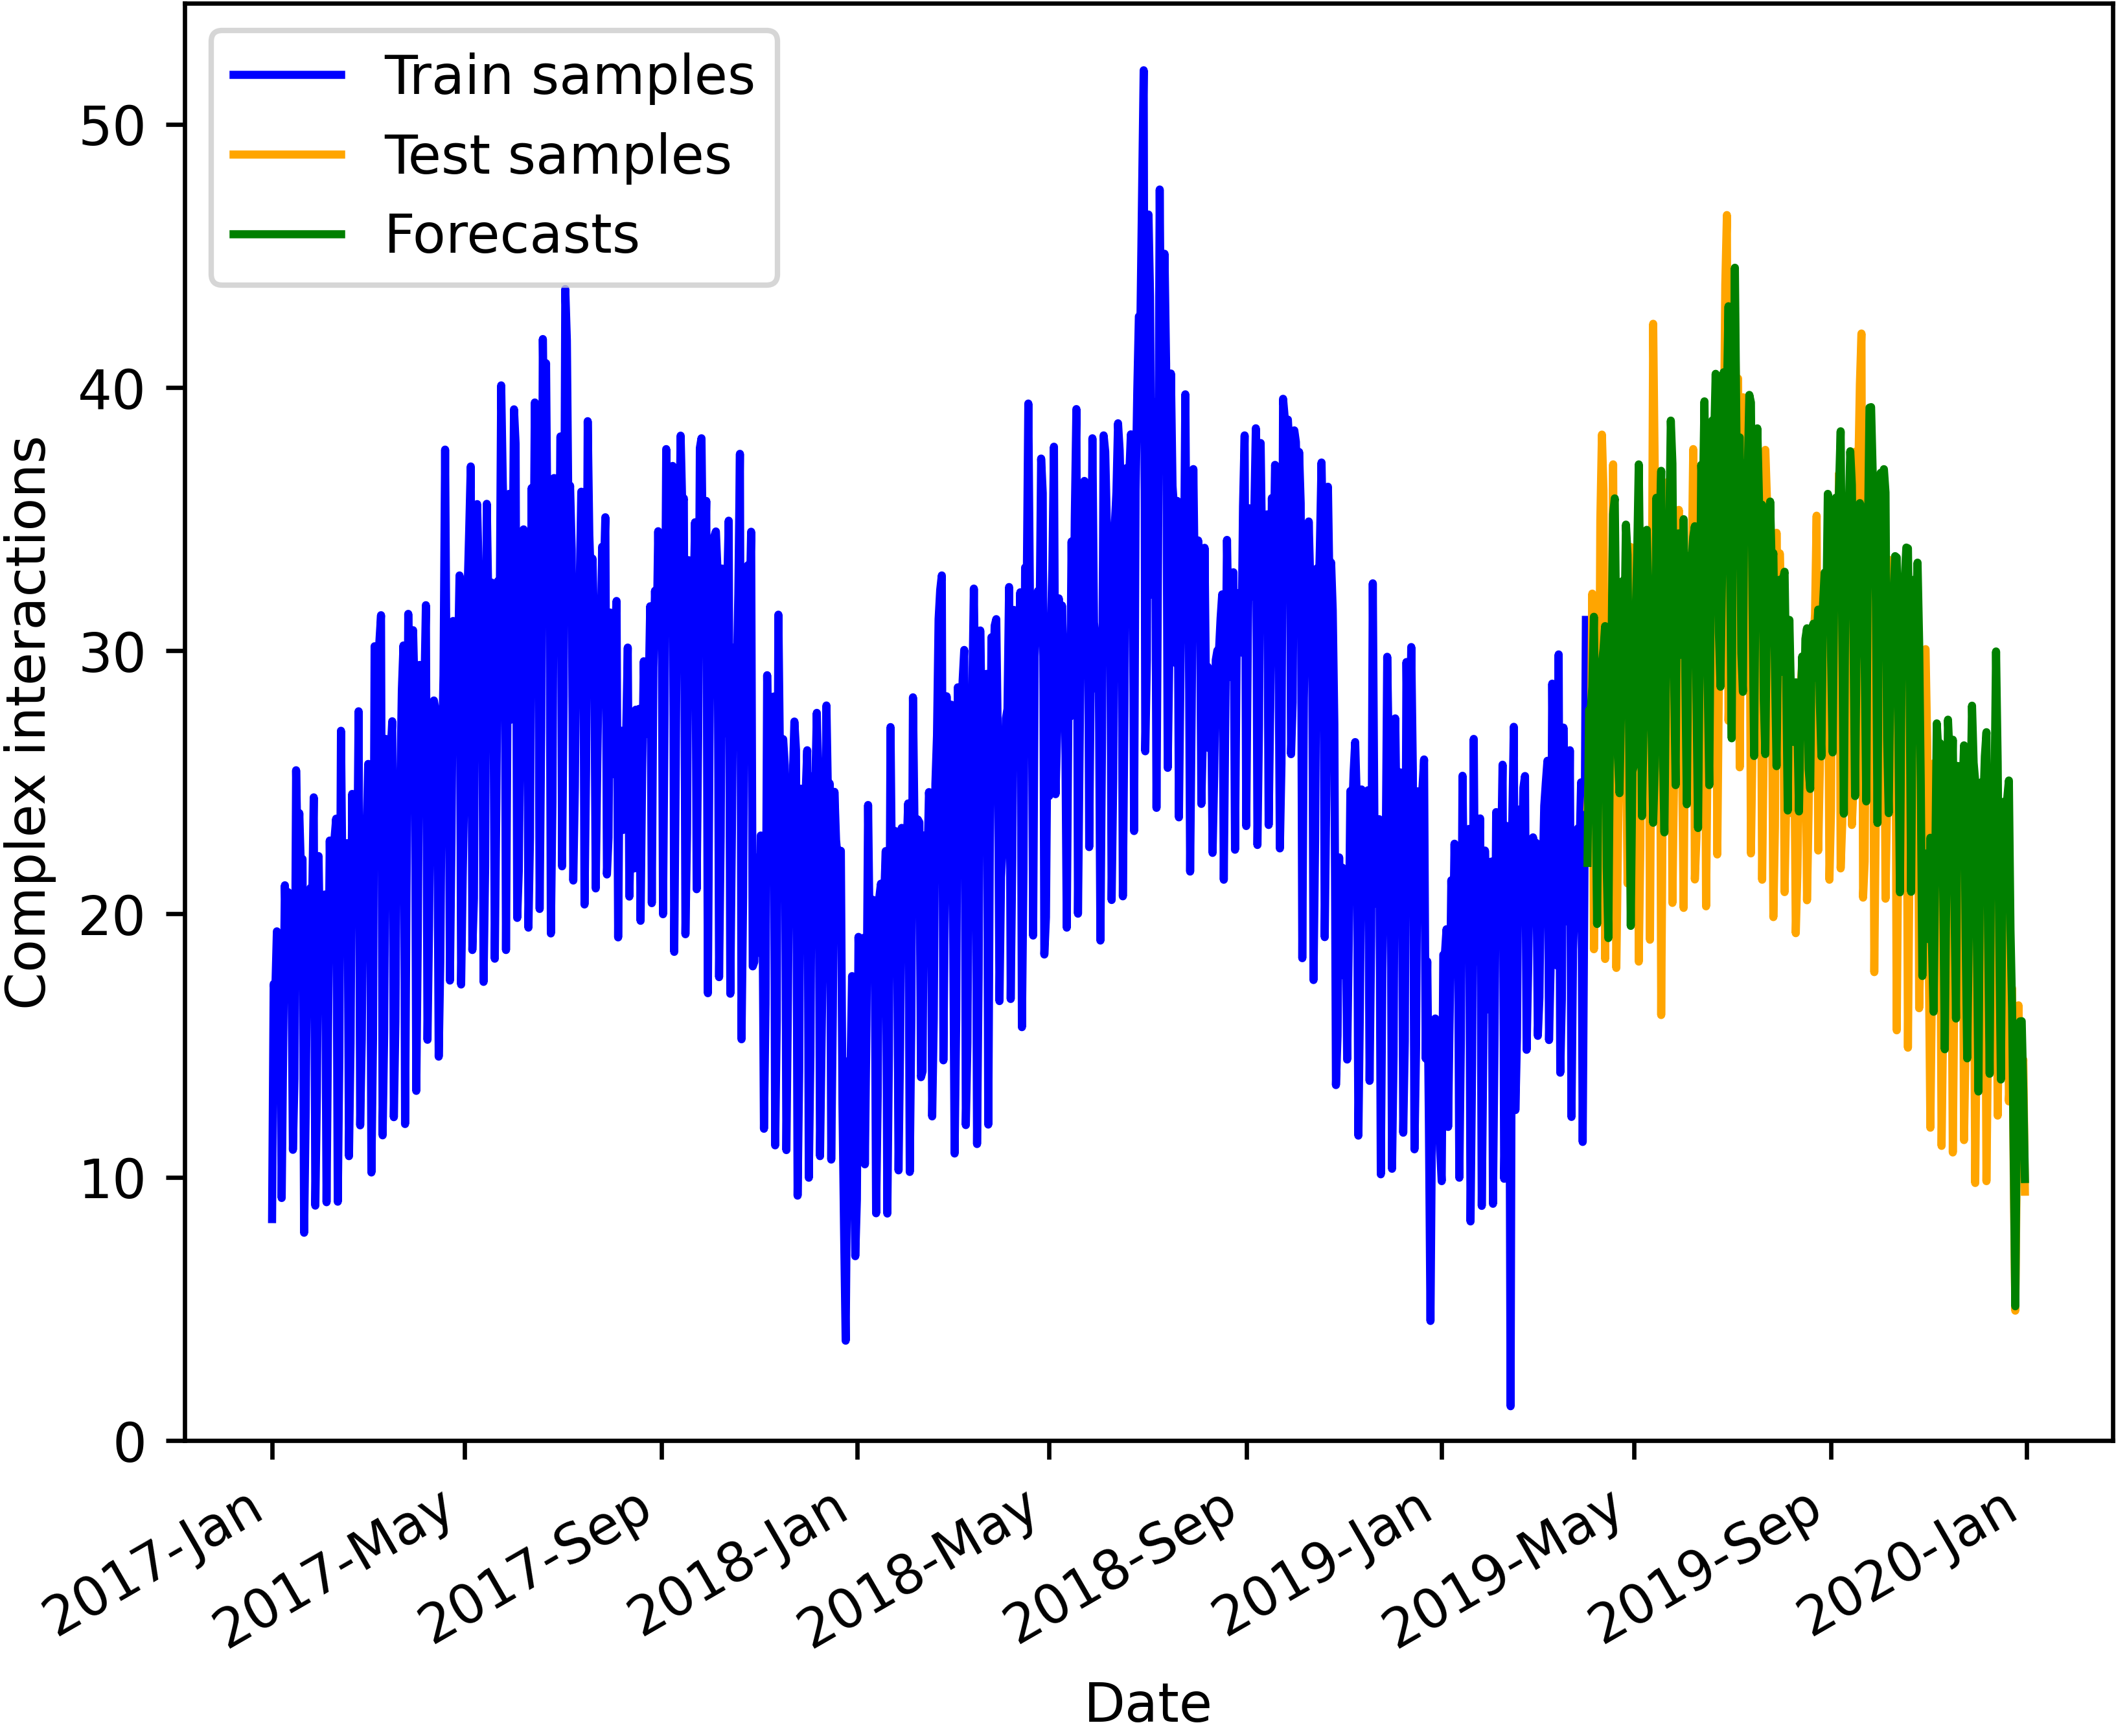 Train samples
Test samples
Forecasts
50
40
30
20
10
0
Complex interactions
2017-Jan
2017-May
2017-Sep
2018-Jan
2018-May
2018-Sep
2019-Jan
2019-May
2019-Sep
2020-Jan
Date